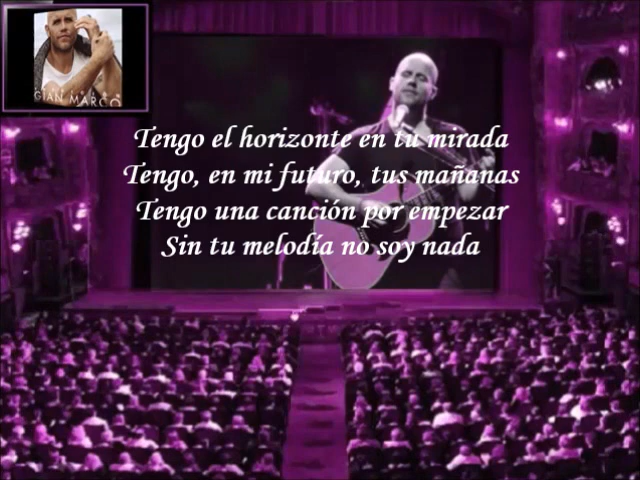 GIAN MARCO
Tengo el horizonte en tu mirada
Tengo, en mi futuro, tus mañanas
Tengo una canción por empezar
Sin tu melodía no soy nada